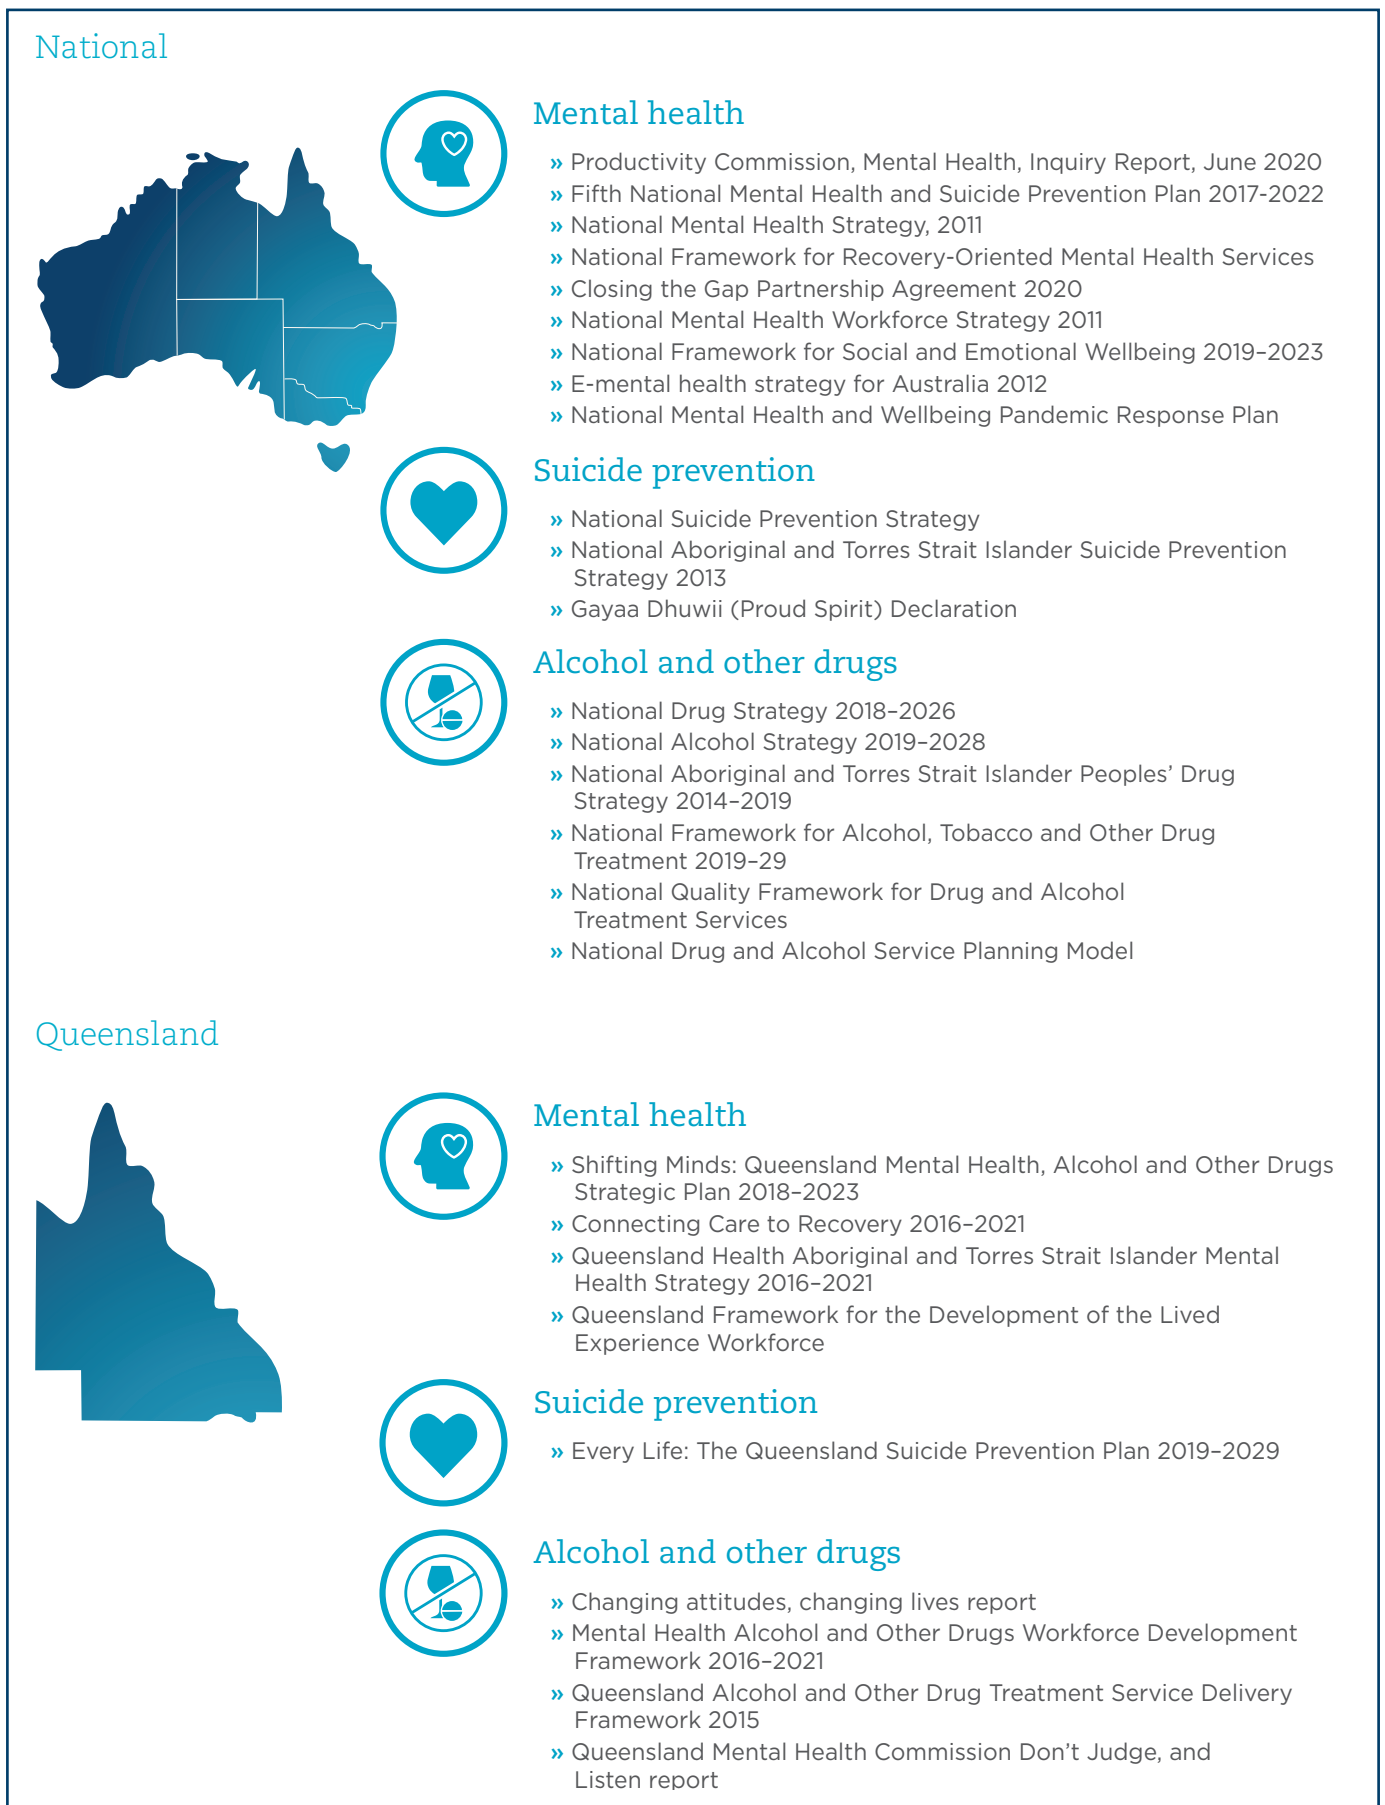 National
Mental health
» Productivity Commission, Mental Health, Inquiry Report, June 2020
» Fifth National Mental Health and Suicide Prevention Plan 2017-2022
» National Mental Health Strategy, 2011
» National Framework for Recovery-Oriented Mental Health Services
» Closing the Gap Partnership Agreement 2020
» National Mental Health Workforce Strategy 2011
» National Framework for Social and Emotional Wellbeing 2019–2023
» E-mental health strategy for Australia 2012
» National Mental Health and Wellbeing Pandemic Response Plan
Suicide prevention
» National Suicide Prevention Strategy
» National Aboriginal and Torres Strait Islander Suicide Prevention
Strategy 2013
» Gayaa Dhuwii (Proud Spirit) Declaration
Alcohol and other drugs
» National Drug Strategy 2018–2026
» National Alcohol Strategy 2019–2028
» National Aboriginal and Torres Strait Islander Peoples’ Drug
Strategy 2014–2019
» National Framework for Alcohol, Tobacco and Other Drug
Treatment 2019–29
» National Quality Framework for Drug and Alcohol
Treatment Services
» National Drug and Alcohol Service Planning Model
Queensland
Mental health
» Shifting Minds: Queensland Mental Health, Alcohol and Other Drugs
Strategic Plan 2018–2023
» Connecting Care to Recovery 2016–2021
» Queensland Health Aboriginal and Torres Strait Islander Mental
Health Strategy 2016–2021
» Queensland Framework for the Development of the Lived
Experience Workforce
Suicide prevention
» Every Life: The Queensland Suicide Prevention Plan 2019–2029
Alcohol and other drugs
» Changing attitudes, changing lives report
» Mental Health Alcohol and Other Drugs Workforce Development
Framework 2016–2021
» Queensland Alcohol and Other Drug Treatment Service Delivery
Framework 2015
» Queensland Mental Health Commission Don’t Judge, and
Listen report